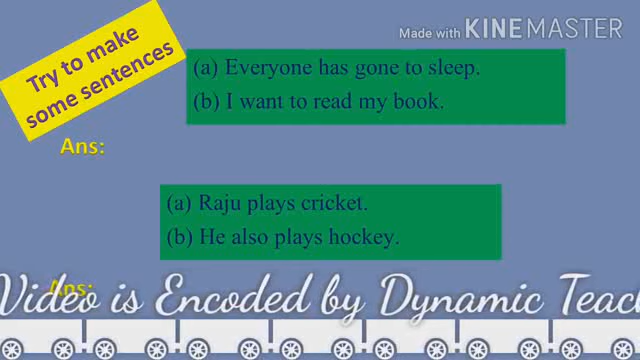 Made with KINEMASTER
Try to make
some sentences
(a) Everyone has gone to sleep.
(b) I want to read my book.
Ans:
(a) Raju plays cricket.
(b) He also plays hockey.
Ans:
Video is Encoded by Dynamic Teac